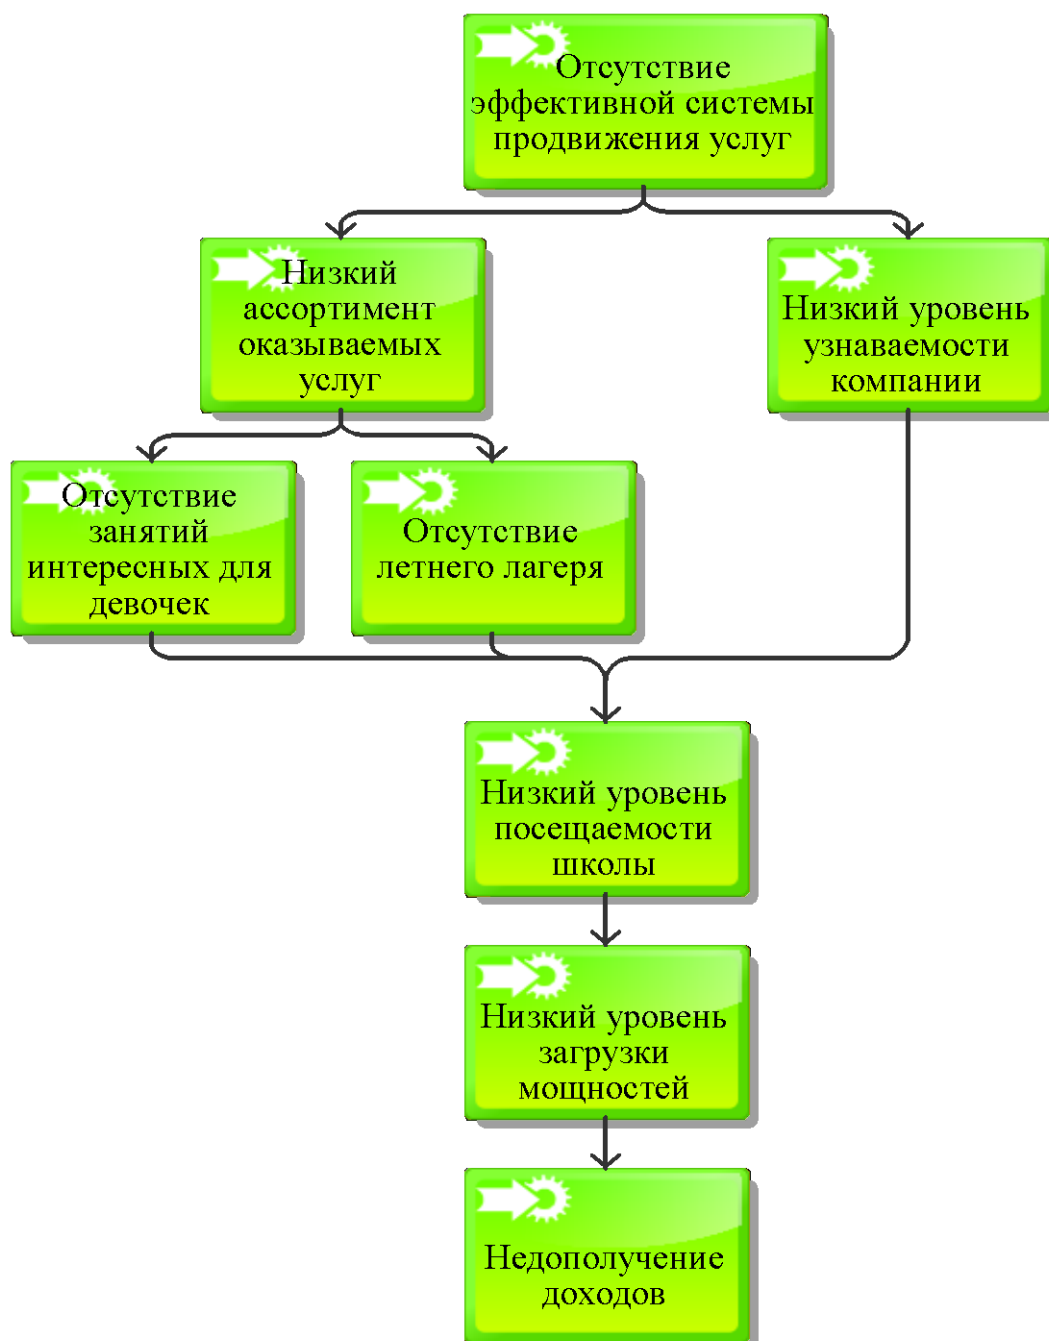 Отсутствие
эффективной системы
продвижения услуг
Низкий
ассортимент
оказываемых
услуг
Низкий уровень
узнаваемости
компании
Отсутствие
занятий
интересных для
девочек
Отсутствие
летнего лагеря
Низкий уровень
посещаемости
школы
Низкий уровень
загрузки
мощностей
Недополучение
доходов